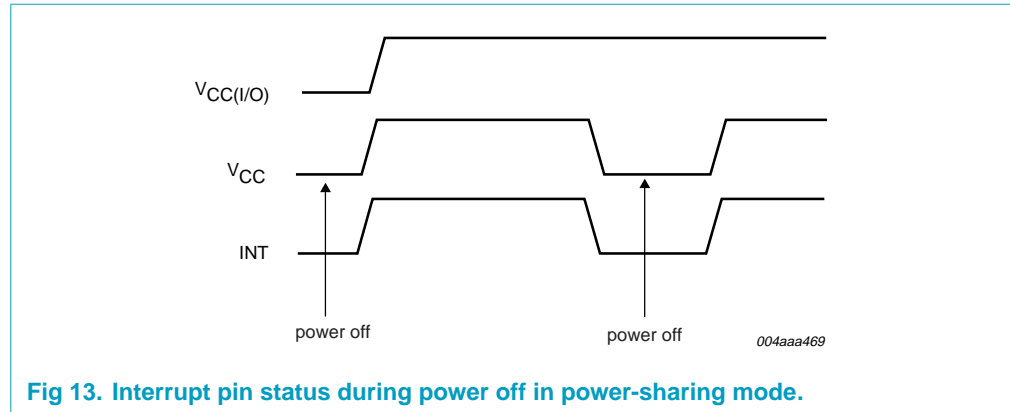 VCC(I/O)
VCC
INT
power off
power off
004aaa469
Fig 13. Interrupt pin status during power off in power-sharing mode.